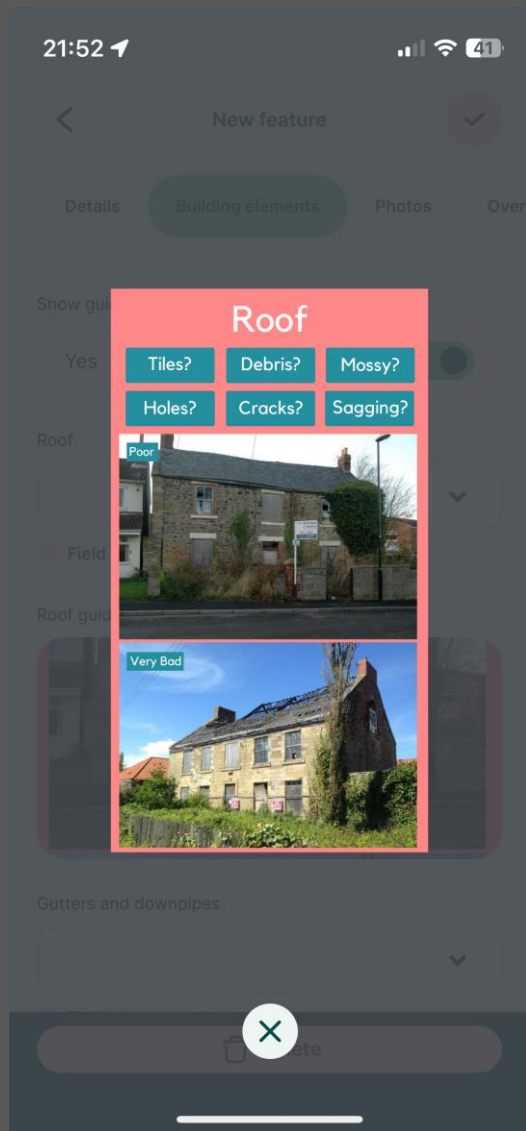 21:52
41
New feature
Details Building elements Photos Over
Show gui
Yes
Roof
Tiles? Debris? Mossy?
Holes? Cracks? Sagging?
Roof
Poor
Field
Roof guid
Very Bad
Gutters and downpipes
ete